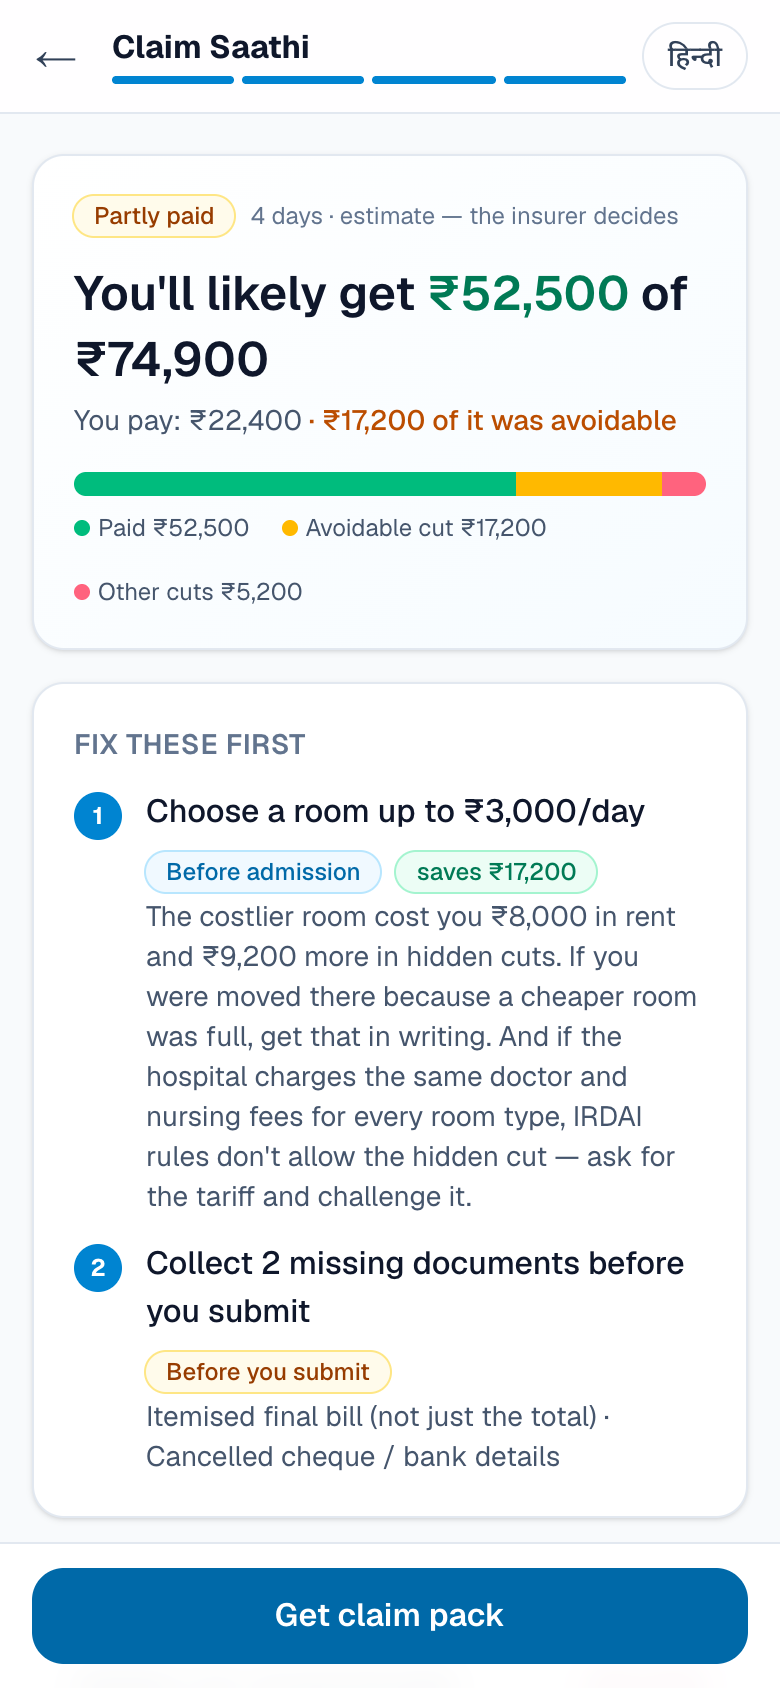 ←
Claim Saathi
हिन्दी
Partly paid
4 days · estimate — the insurer decides
You'll likely get ₹52,500 of
₹74,900
You pay: ₹22,400 · ₹17,200 of it was avoidable
Paid ₹52,500
Avoidable cut ₹17,200
Other cuts ₹5,200
FIX THESE FIRST
1
Choose a room up to ₹3,000/day
Before admission
saves ₹17,200
The costlier room cost you ₹8,000 in rent
and ₹9,200 more in hidden cuts. If you
were moved there because a cheaper room
was full, get that in writing. And if the
hospital charges the same doctor and
nursing fees for every room type, IRDAI
rules don't allow the hidden cut — ask for
the tariff and challenge it.
2
Collect 2 missing documents before
you submit
Before you submit
Itemised final bill (not just the total) ·
Cancelled cheque / bank details
Get claim pack